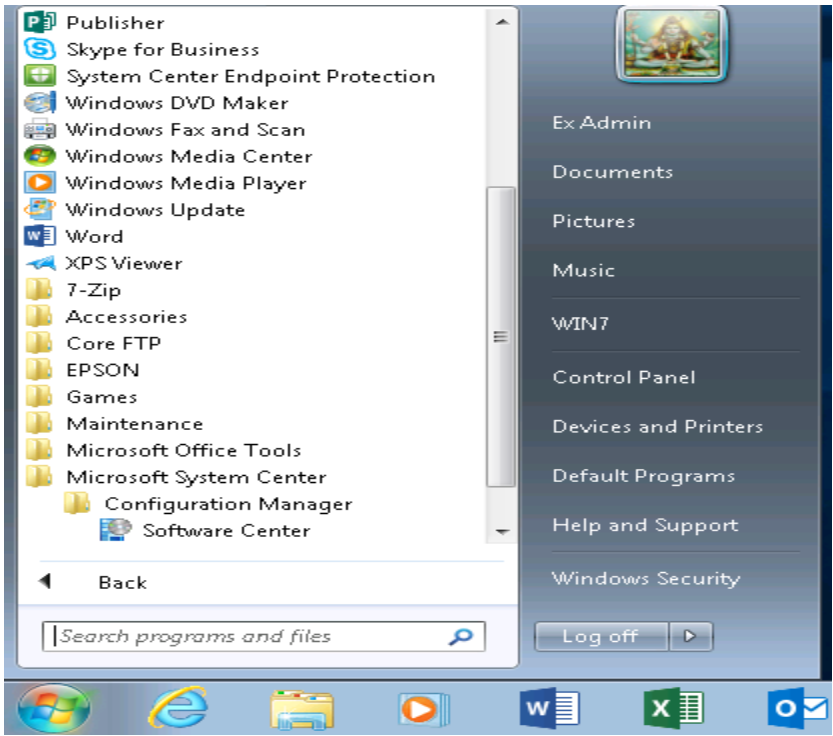 Publisher
Skype for Business
System Center Endpoint Protection
Windows DVD Maker
Windows Fax and Scan
Windows Media Center
Windows Media Player
Windows Update
Word
XPS Viewer
7-Zip
Accessories
Core FTP
EPSON
Games
Maintenance
Microsoft Office Tools
Microsoft System Center
Configuration Manager
Software Center
Back
Search programs and files
Ex Admin
Documents
Pictures
Music
WIN7
Control Panel
Devices and Printers
Default Programs
Help and Support
Windows Security
Log off